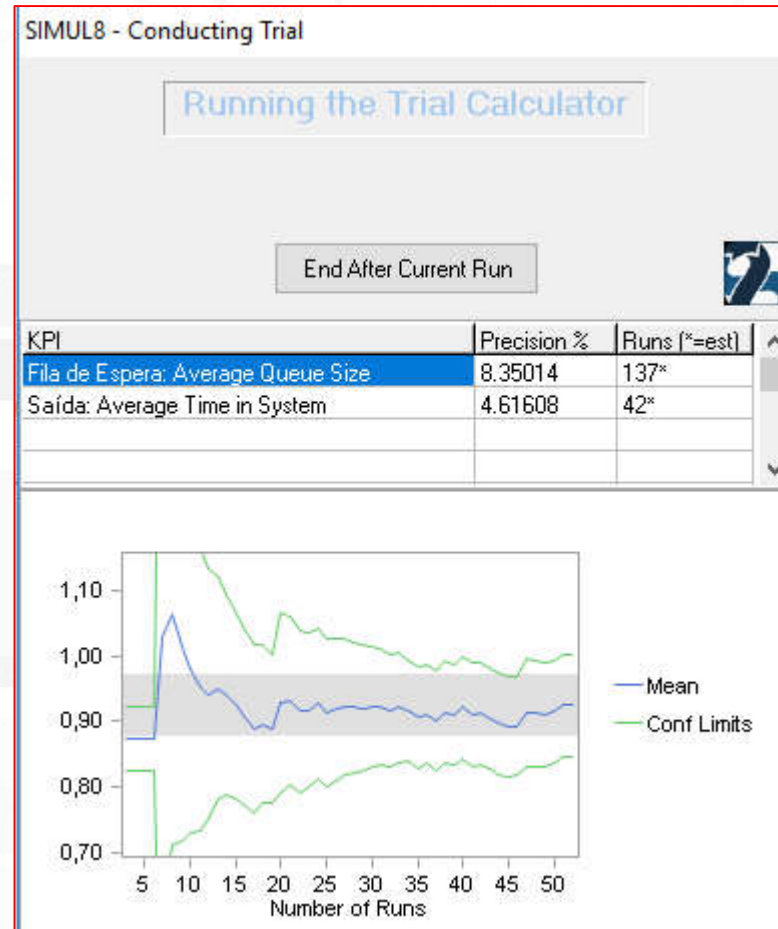 SIMUL8 - Conducting Trial
Running the Trial Calculator
End After Current Run
KPI Precision % Runs (*=est)
Fila de Espera: Average Queue Size 8.35014 137*
Saída: Average Time in System 4.61608 42*
1,10
1,00
0,90
0,80
0,70
Mean
Conf Limits
5 10 15 20 25 30 35 40 45 50
Number of Runs